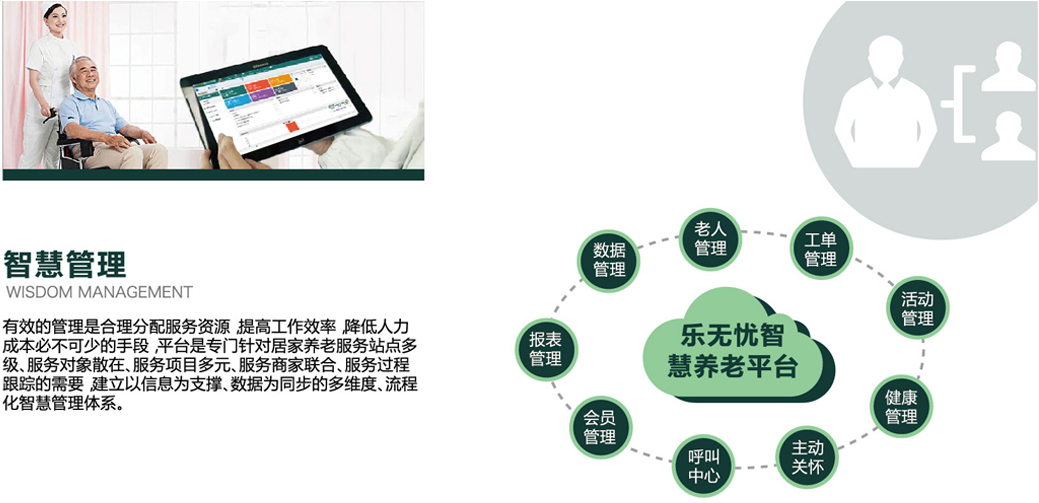 智慧管理
WISDOM MANAGEMENT
有效的管理是合理分配服务资源,提高工作效率,降低人力
成本必不可少的手段,平台是专门针对居家养老服务站点多
级、服务对象散在、服务项目多元、服务商家联合、服务过程
跟踪的需要,建立以信息为支撑、数据为同步的多维度、流程
化智慧管理体系。
老人
管理
工单
管理
活动
管理
健康
管理
主动
关怀
呼叫
中心
会员
管理
报表
管理
数据
管理
乐无忧智
慧养老平台